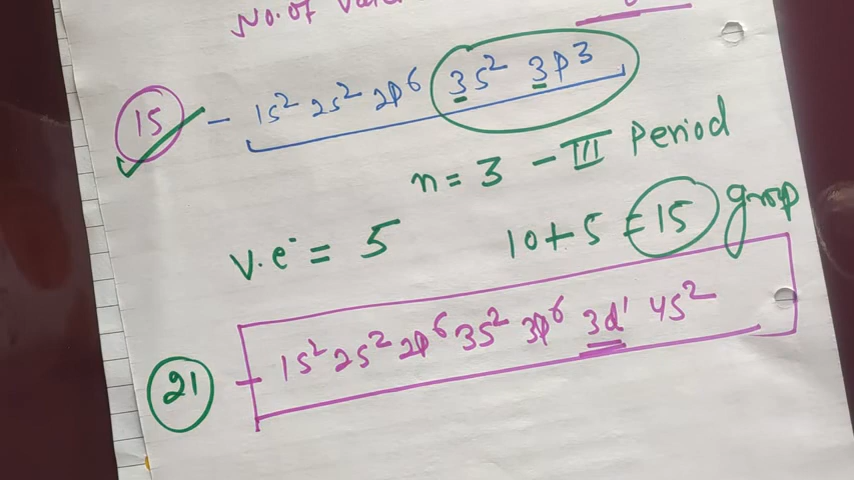 No. of
15 - 1s² 2s² 2p⁶ 3s² 3p³
n = 3 - III Period
V.e⁻ = 5 10+5 = 15 group
21 - 1s² 2s² 2p⁶ 3s² 3p⁶ 3d¹ 4s²